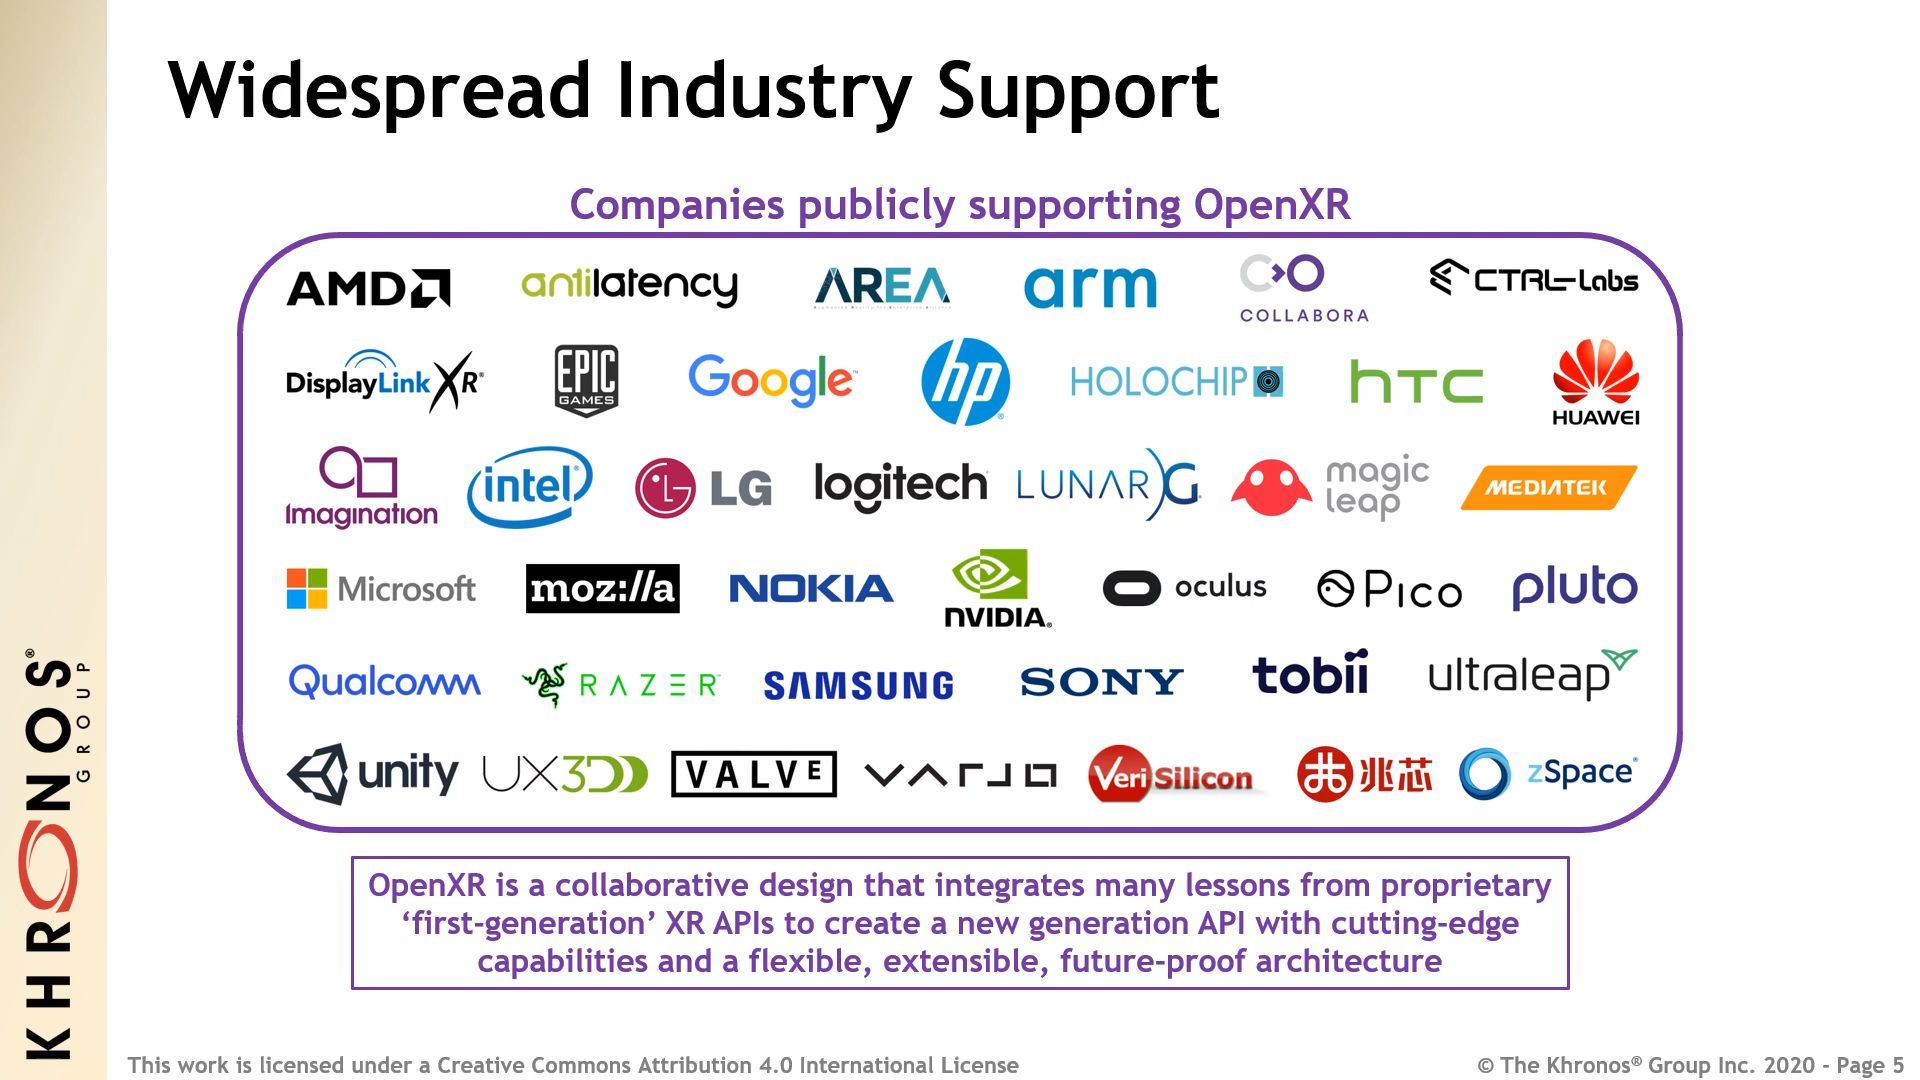 Widespread Industry Support
Companies publicly supporting OpenXR
AMD antilatency AREA arm COLLABORA CTRL-Labs
DisplayLink XR® EPIC GAMES Google™ hp® HOLOCHIP hTC HUAWEI
Imagination intel® LG LG logitech LUNARG magic leap MEDIATEK
Microsoft moz://a NOKIA NVIDIA® oculus Pico pluto
Qualcomm RAZER™ SAMSUNG SONY tobii ultraleap
unity UX3D VALVE VARJO VeriSilicon 兆芯 zSpace®
OpenXR is a collaborative design that integrates many lessons from proprietary
‘first-generation’ XR APIs to create a new generation API with cutting-edge
capabilities and a flexible, extensible, future-proof architecture
KHRONOS®
GROUP
This work is licensed under a Creative Commons Attribution 4.0 International License
© The Khronos® Group Inc. 2020 - Page 5